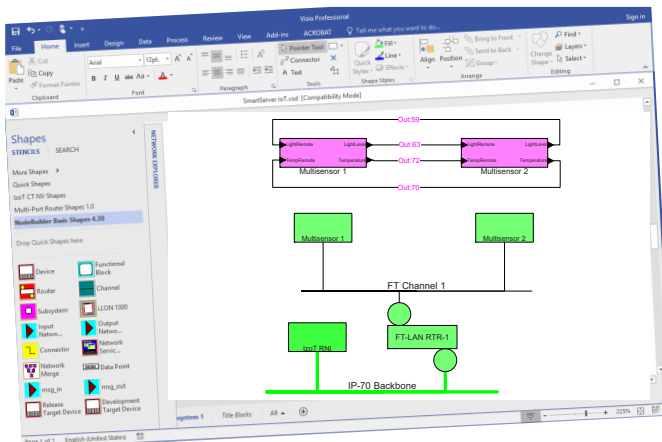 Visio Professional
Sign in
File Home Insert Design Data Process Review View Add-ins ACROBAT Tell me what you want to do...
Cut
Copy
Format Painter
Paste
Clipboard
Arial 12pt.
B I U abc Aa A
Font
Paragraph
Pointer Tool
Connector
A Text
Tools
Quick Styles
Fill
Line
Effects
Shape Styles
Align Position
Bring to Front
Send to Back
Group
Arrange
Change Shape
Find
Layers
Select
Editing
SmartServer IoT.vsd [Compatibility Mode]
Shapes
STENCILS | SEARCH
More Shapes
Quick Shapes
IzoT CT NV Shapes
Multi-Port Router Shapes 1.0
NodeBuilder Basic Shapes 4.30
Drop Quick Shapes here
Device
Functional Block
Router
Channel
Subsystem
i.LON 1000
Input Netwo...
Output Netwo...
Connector
Network Servic...
Network Merge
Data Point
msg_in
msg_out
Release Target Device
Development Target Device
NETWORK EXPLORER
Out:59
LightRemote LightLevel
Out:63
LightRemote LightLevel
TempRemote Temperature
Out:72
TempRemote Temperature
Multisensor 1
Multisensor 2
Out:70
Multisensor 1
Multisensor 2
FT Channel 1
IzoT RNI
FT-LAN RTR-1
IP-70 Backbone
ystem 1 Title Blocks All
Page 1 of 1 English (United States)
225%